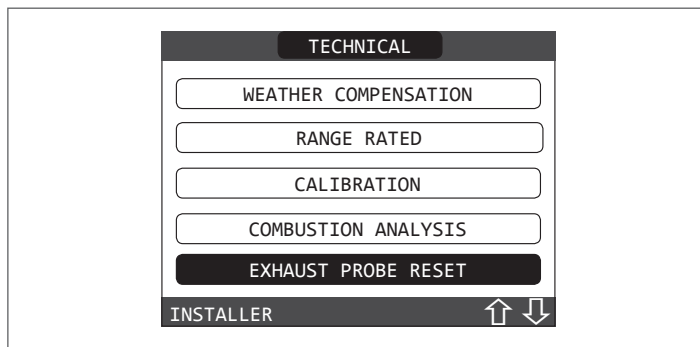 TECHNICAL
WEATHER COMPENSATION
RANGE RATED
CALIBRATION
COMBUSTION ANALYSIS
EXHAUST PROBE RESET
INSTALLER